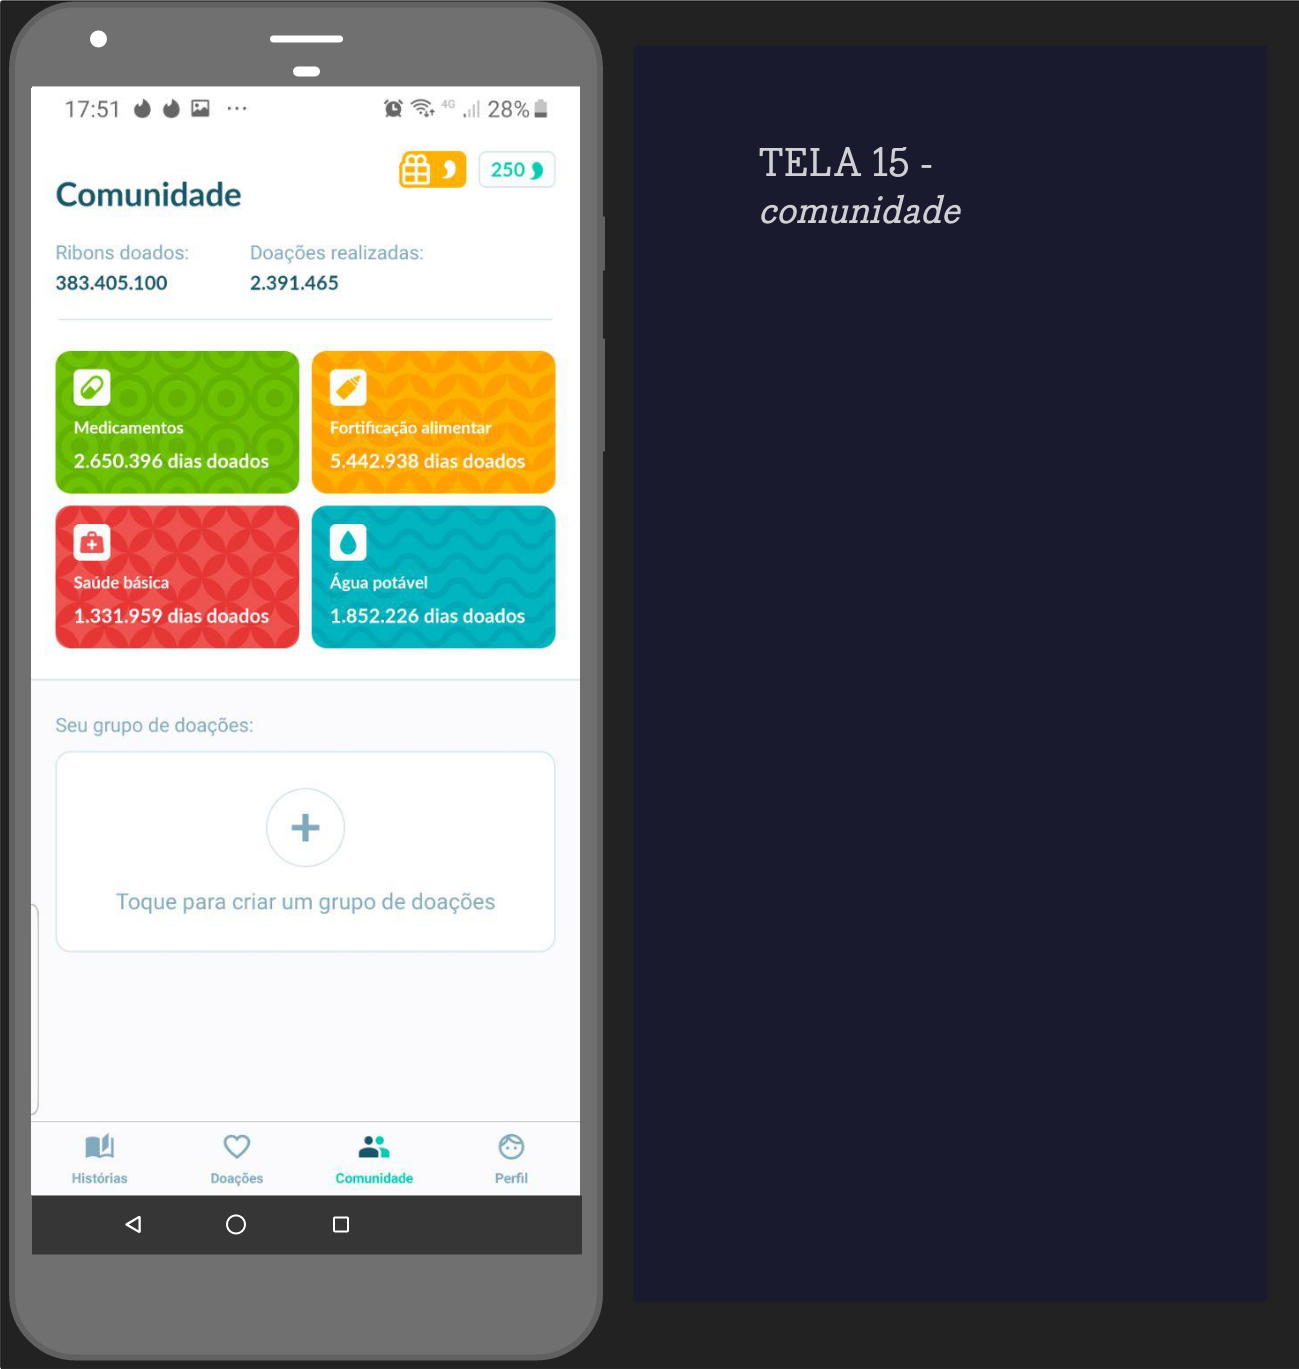 17:51 4G 28%
250
Comunidade
Ribons doados: Doações realizadas:
383.405.100 2.391.465
Medicamentos
2.650.396 dias doados
Fortificação alimentar
5.442.938 dias doados
Saúde básica
1.331.959 dias doados
Água potável
1.852.226 dias doados
Seu grupo de doações:
Toque para criar um grupo de doações
Histórias Doações Comunidade Perfil
TELA 15 -
comunidade